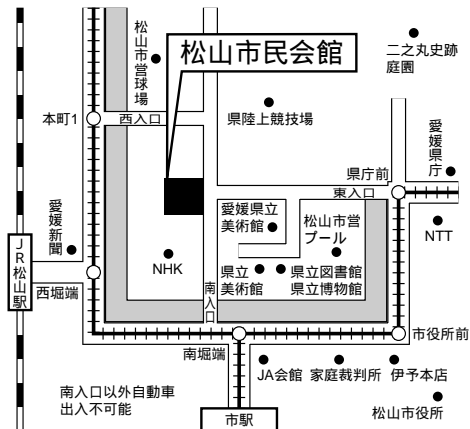 松山市民会館
松山市営球場
二之丸史跡
庭園
本町1
西入口
県陸上競技場
愛媛県庁
県庁前
東入口
愛媛新聞
愛媛県立
美術館
松山市営
プール
NTT
JR松山駅
NHK
南入口
県立
美術館
県立図書館
県立博物館
西堀端
市役所前
南堀端
JA会館
家庭裁判所
伊予本店
南入口以外自動車
出入不可能
市駅
松山市役所